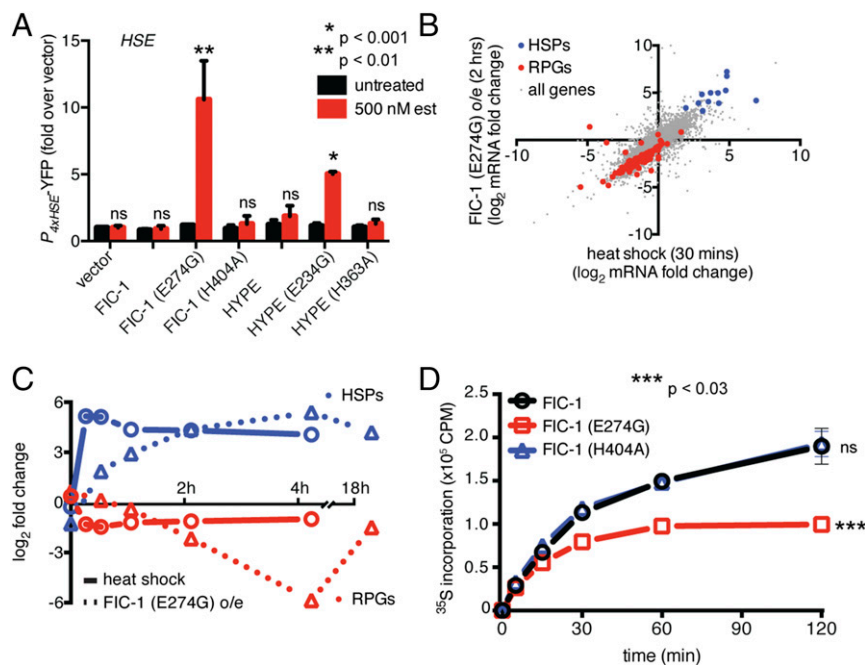 A
HSE
* p < 0.001
** p < 0.01
untreated
500 nM est
P4xHSE-YFP (fold over vector)
15
10
5
0
ns
ns
**
ns
ns
*
ns
vector
FIC-1
FIC-1 (E274G)
FIC-1 (H404A)
HYPE
HYPE (E234G)
HYPE (H363A)
B
HSPs
RPGs
all genes
FIC-1 (E274G) o/e (2 hrs)
(log2 mRNA fold change)
10
5
-10
-5
5
10
-5
-10
heat shock (30 mins)
(log2 mRNA fold change)
C
HSPs
log2 fold change
6
3
0
-3
-6
2h
4h
18h
heat shock
FIC-1 (E274G) o/e
RPGs
D
*** p < 0.03
FIC-1
FIC-1 (E274G)
FIC-1 (H404A)
35S incorporation (x10⁵ CPM)
2.5
2.0
1.5
1.0
0.5
0
ns
***
0
30
60
90
120
time (min)